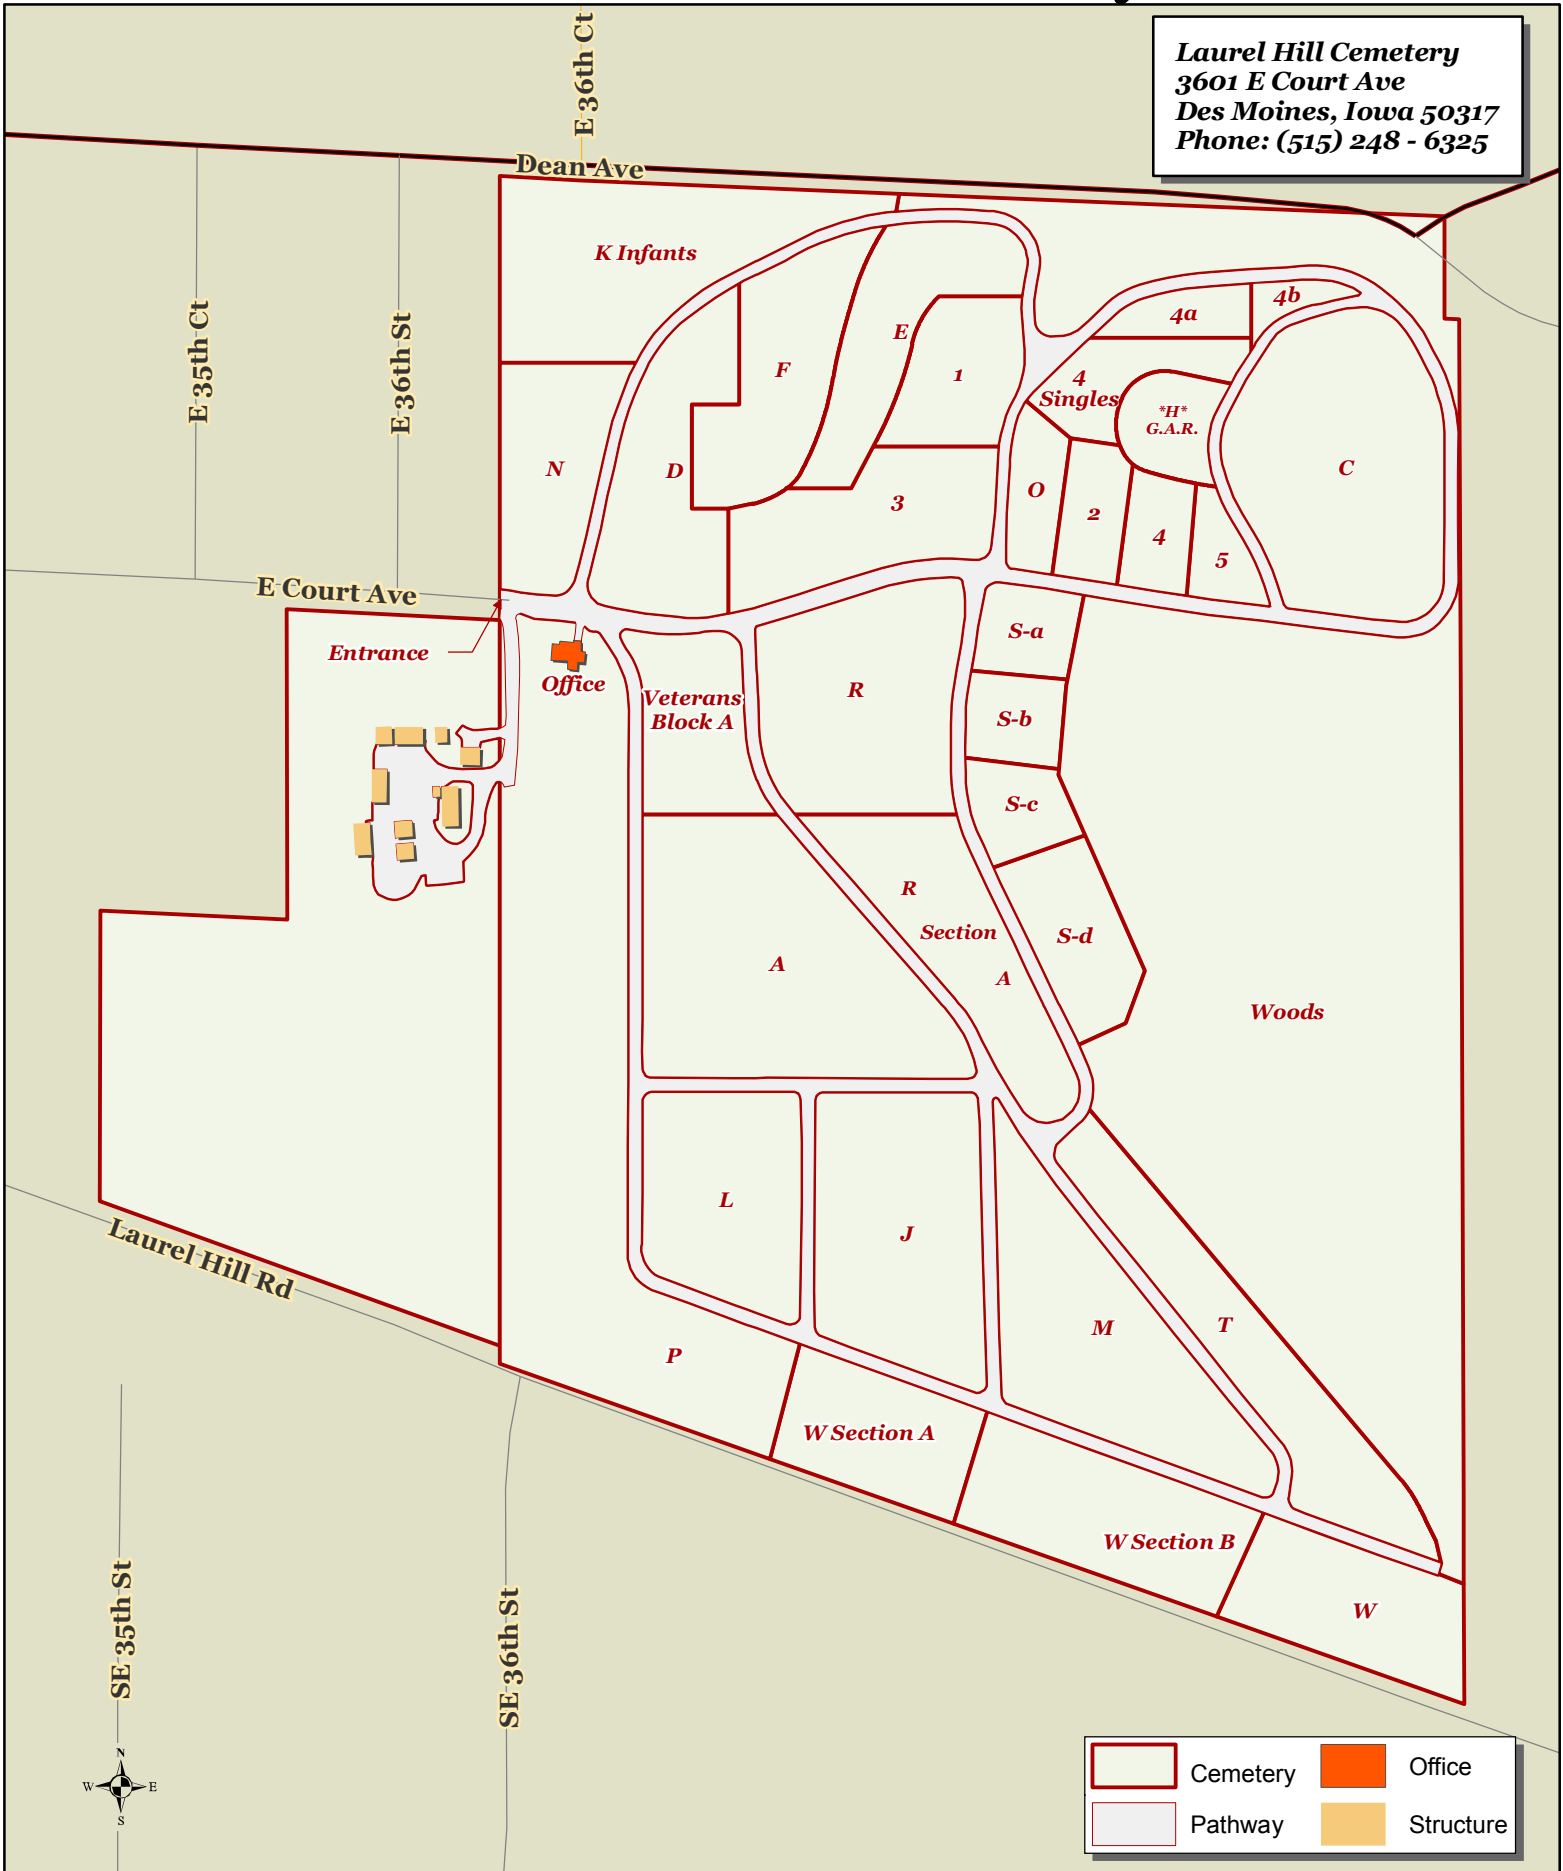 Laurel Hill Cemetery
3601 E Court Ave
Des Moines, Iowa 50317
Phone: (515) 248 - 6325
E 36th Ct
Dean Ave
K Infants
E 35th Ct
E 36th St
4a
4b
E
F
1
4
Singles
*H*
G.A.R.
N
D
C
O
3
2
4
5
E Court Ave
Entrance
Office
Veterans
Block A
R
S-a
S-b
S-c
R
Section
A
S-d
A
Woods
L
J
Laurel Hill Rd
M
T
P
W Section A
W Section B
W
SE 35th St
SE 36th St
N
W E
S
Cemetery
Office
Pathway
Structure